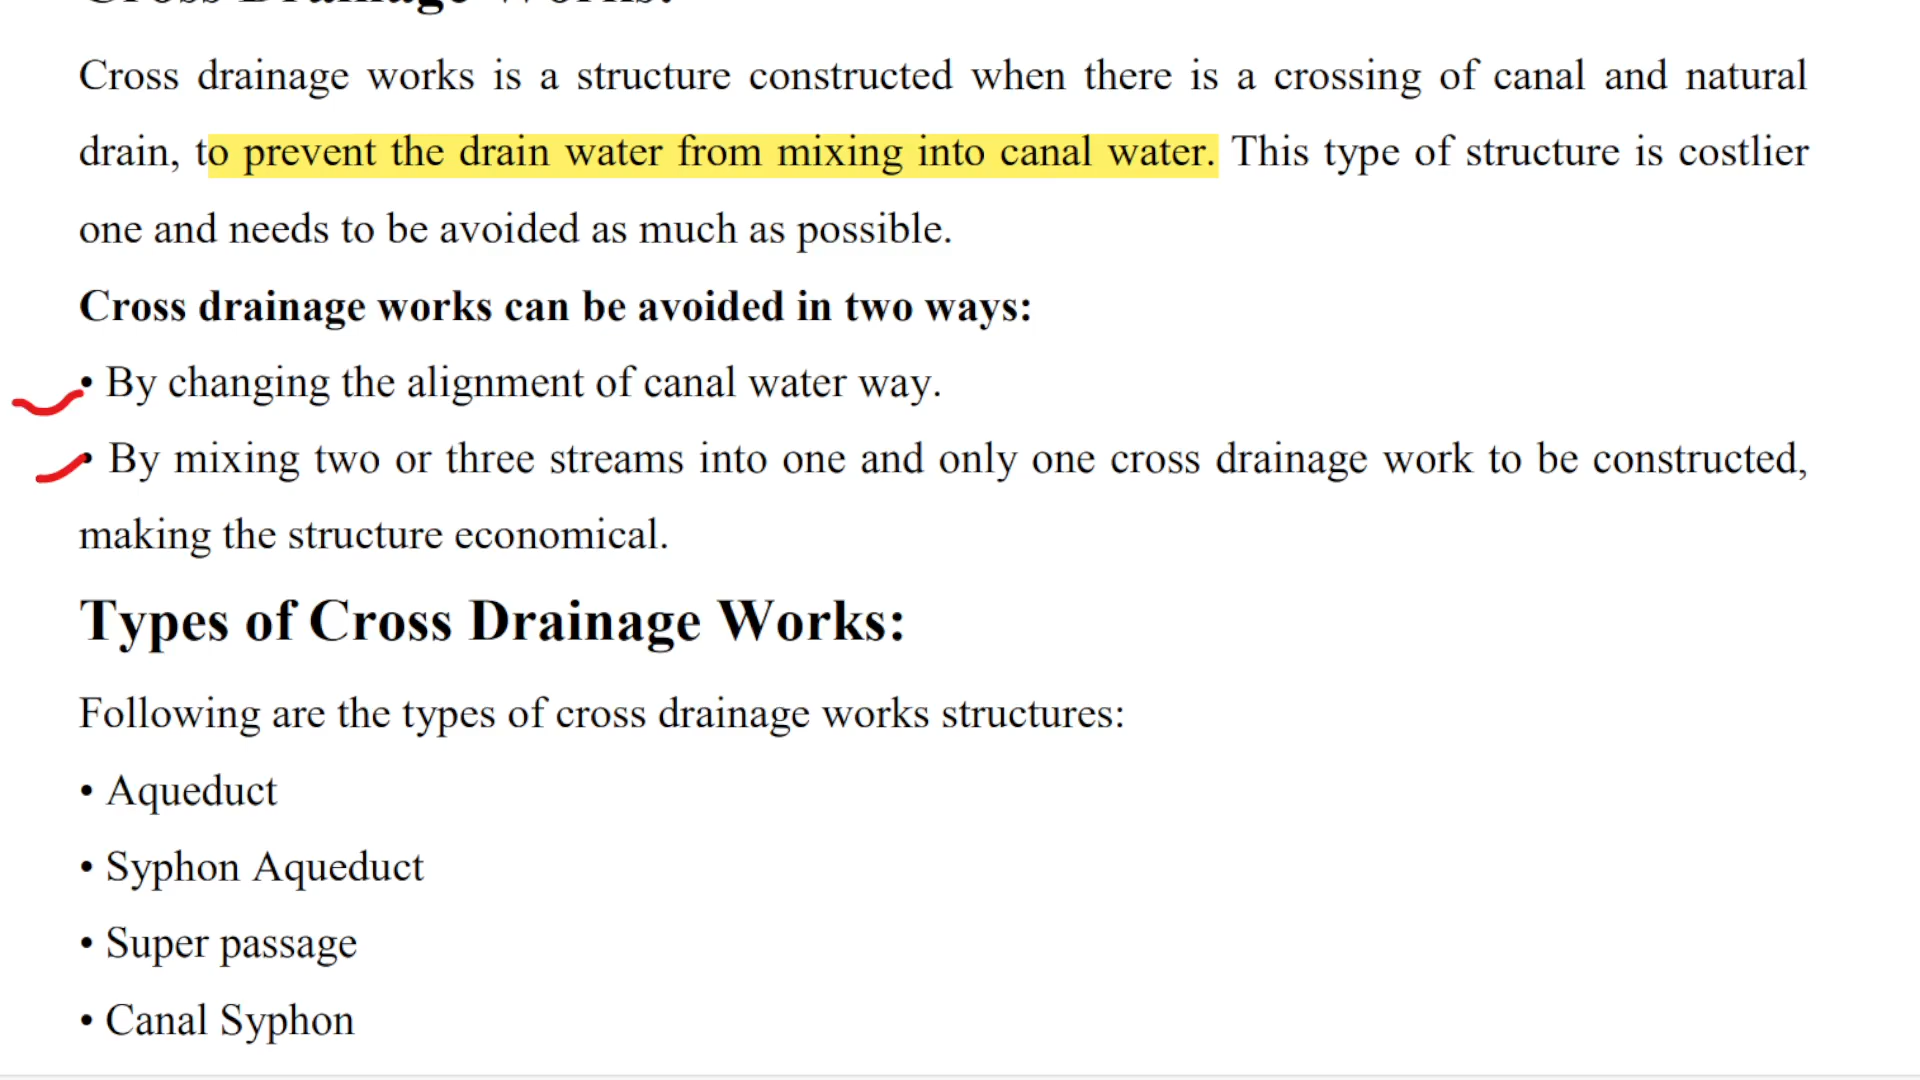 Cross Drainage Works:
Cross drainage works is a structure constructed when there is a crossing of canal and natural
drain, to prevent the drain water from mixing into canal water. This type of structure is costlier
one and needs to be avoided as much as possible.
Cross drainage works can be avoided in two ways:
• By changing the alignment of canal water way.
• By mixing two or three streams into one and only one cross drainage work to be constructed,
making the structure economical.
Types of Cross Drainage Works:
Following are the types of cross drainage works structures:
• Aqueduct
• Syphon Aqueduct
• Super passage
• Canal Syphon